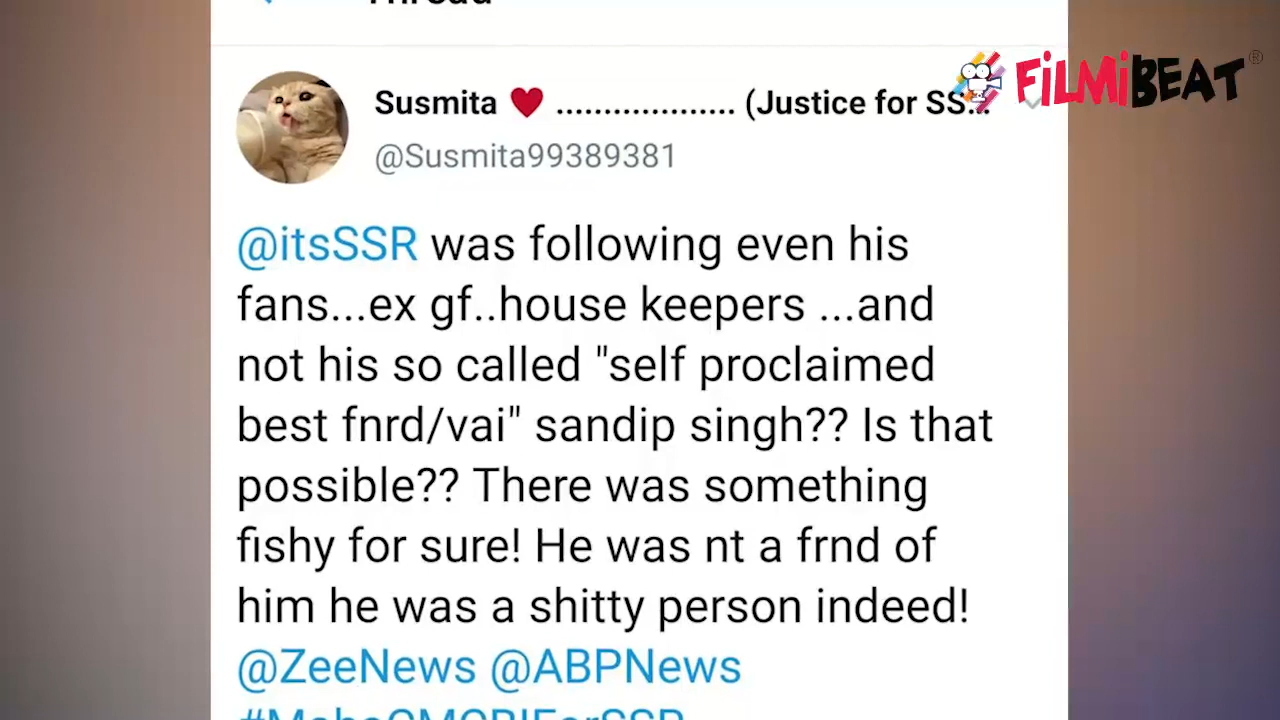 Thread
FiLMiBEAT®
Susmita ❤ ................... (Justice for SS...
@Susmita99389381
@itsSSR was following even his
fans...ex gf..house keepers ...and
not his so called "self proclaimed
best fnrd/vai" sandip singh?? Is that
possible?? There was something
fishy for sure! He was nt a frnd of
him he was a shitty person indeed!
@ZeeNews @ABPNews